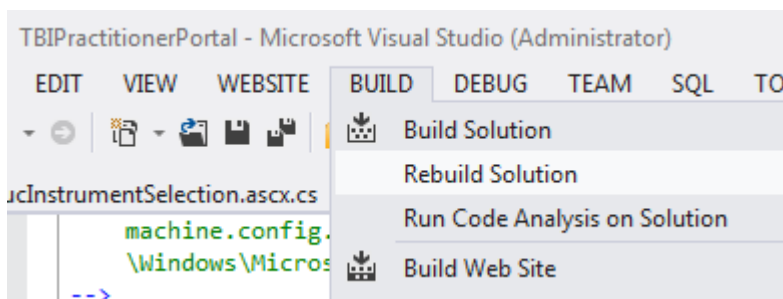 TBIPractitionerPortal - Microsoft Visual Studio (Administrator)
EDIT VIEW WEBSITE BUILD DEBUG TEAM SQL TO
Build Solution
Rebuild Solution
ucInstrumentSelection.ascx.cs
Run Code Analysis on Solution
machine.config.
\Windows\Micros
Build Web Site
-->